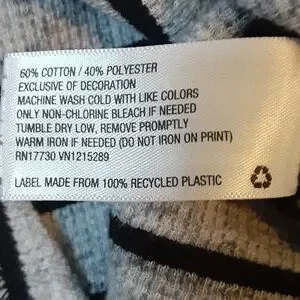 60% COTTON / 40% POLYESTER
EXCLUSIVE OF DECORATION
MACHINE WASH COLD WITH LIKE COLORS
ONLY NON-CHLORINE BLEACH IF NEEDED
TUMBLE DRY LOW, REMOVE PROMPTLY
WARM IRON IF NEEDED (DO NOT IRON ON PRINT)
RN17730 VN1215289
LABEL MADE FROM 100% RECYCLED PLASTIC